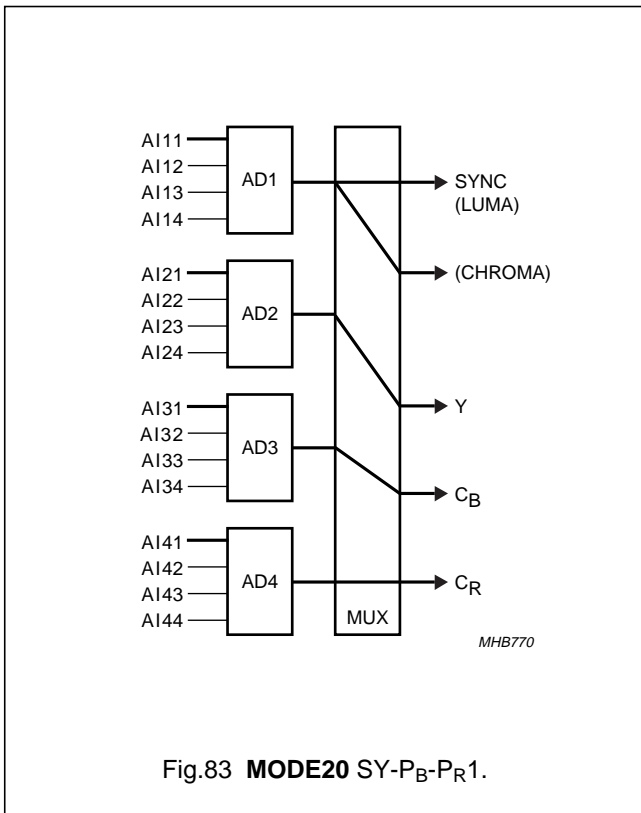 AI11
AI12
AI13
AI14
AD1
SYNC
(LUMA)
(CHROMA)
AI21
AI22
AI23
AI24
AD2
Y
AI31
AI32
AI33
AI34
AD3
CB
AI41
AI42
AI43
AI44
AD4
CR
MUX
MHB770
Fig.83 MODE20 SY-PB-PR1.